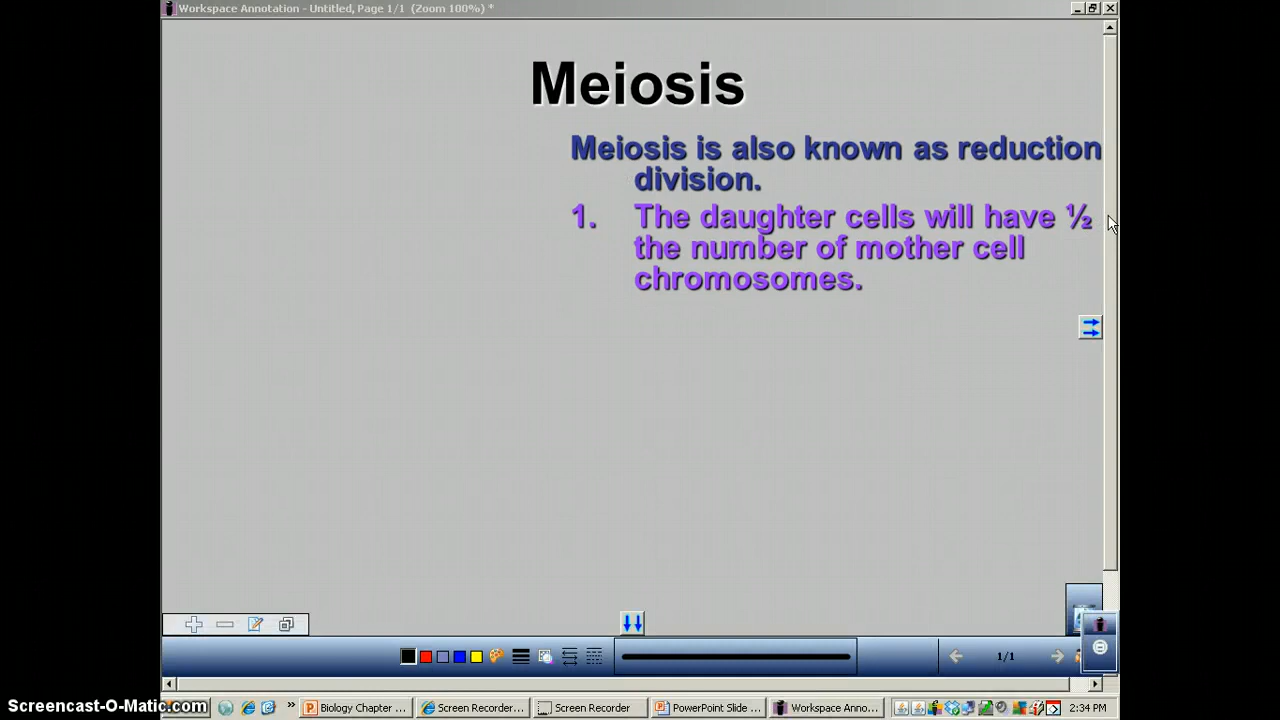 Workspace Annotation - Untitled, Page 1/1 (Zoom 100%) *
Meiosis
Meiosis is also known as reduction
division.
1. The daughter cells will have ½
the number of mother cell
chromosomes.
1/1
Screencast-O-Matic.com
Biology Chapter ...
Screen Recorder...
Screen Recorder
PowerPoint Slide ...
Workspace Anno...
2:34 PM